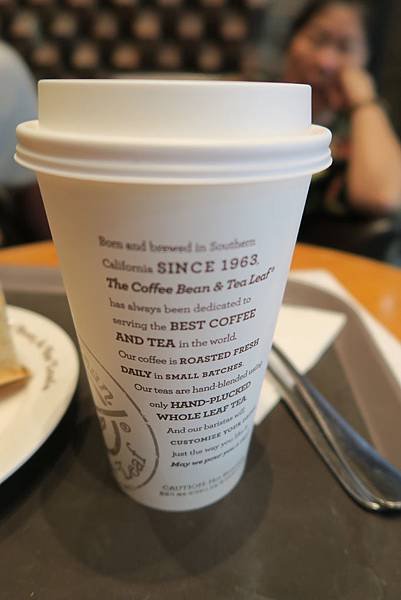 Born and brewed in Southern
California SINCE 1963.
The Coffee Bean & Tea Leaf®
has always been dedicated to
serving the BEST COFFEE
AND TEA in the world.
Our coffee is ROASTED FRESH
DAILY in SMALL BATCHES.
Our teas are hand-blended using
only HAND-PLUCKED
WHOLE LEAF TEA.
And our baristas will
CUSTOMIZE YOUR
just the way you like
May we pour you
CAUTION: